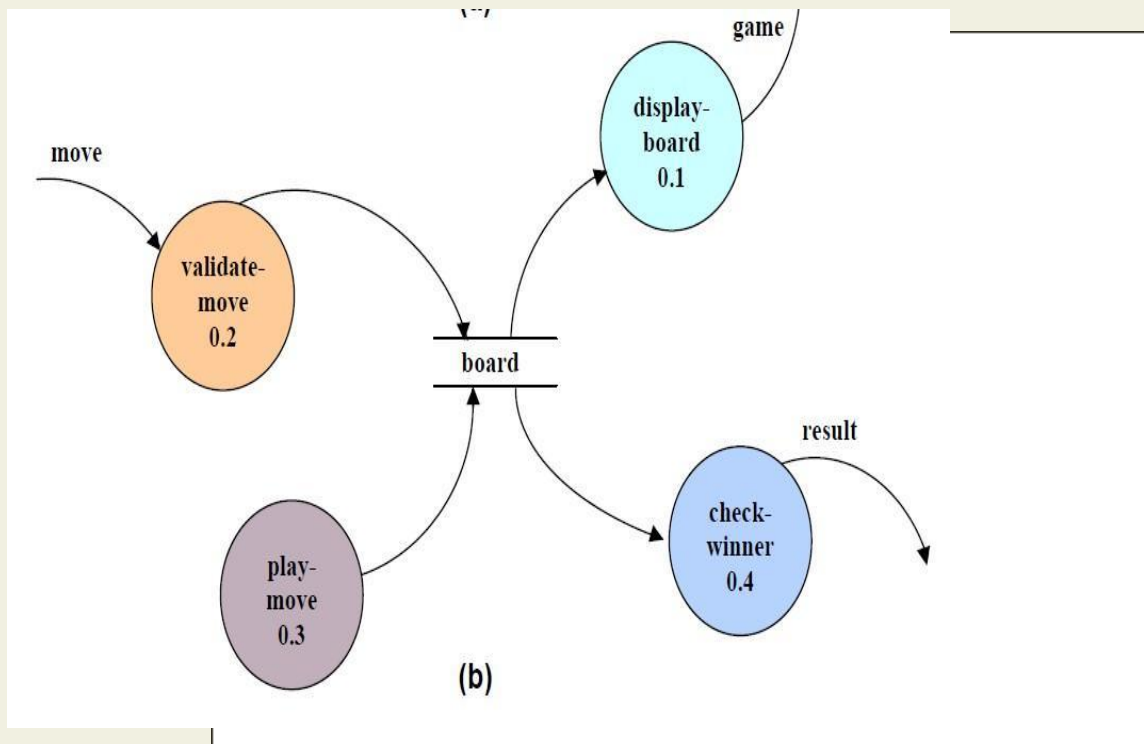 game
display-
board
0.1
move
validate-
move
0.2
board
result
check-
winner
0.4
play-
move
0.3
(b)